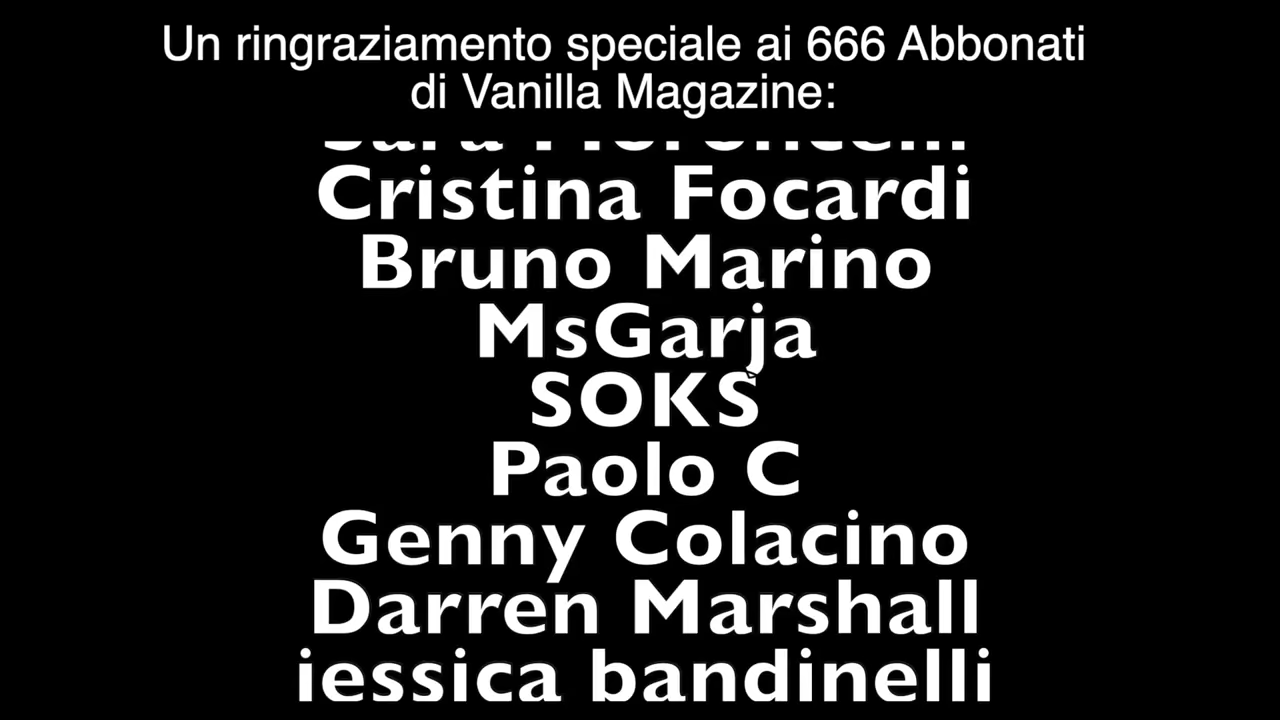 Un ringraziamento speciale ai 666 Abbonati
di Vanilla Magazine:
Cristina Focardi
Bruno Marino
MsGarja
SOKS
Paolo C
Genny Colacino
Darren Marshall
bandinelli